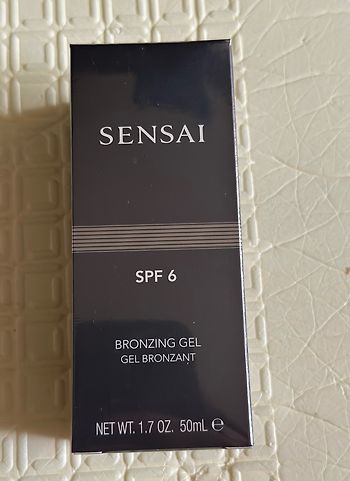 SENSAI
SPF 6
BRONZING GEL
GEL BRONZANT
NET WT. 1.7 OZ. 50mL ℮